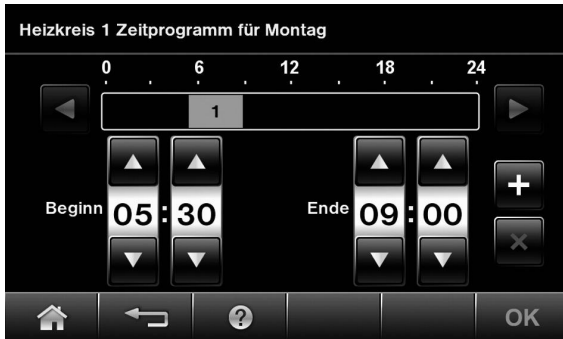 Heizkreis 1 Zeitprogramm für Montag
0 6 12 18 24
1
Beginn 05:30 Ende 09:00
+
×
?
OK